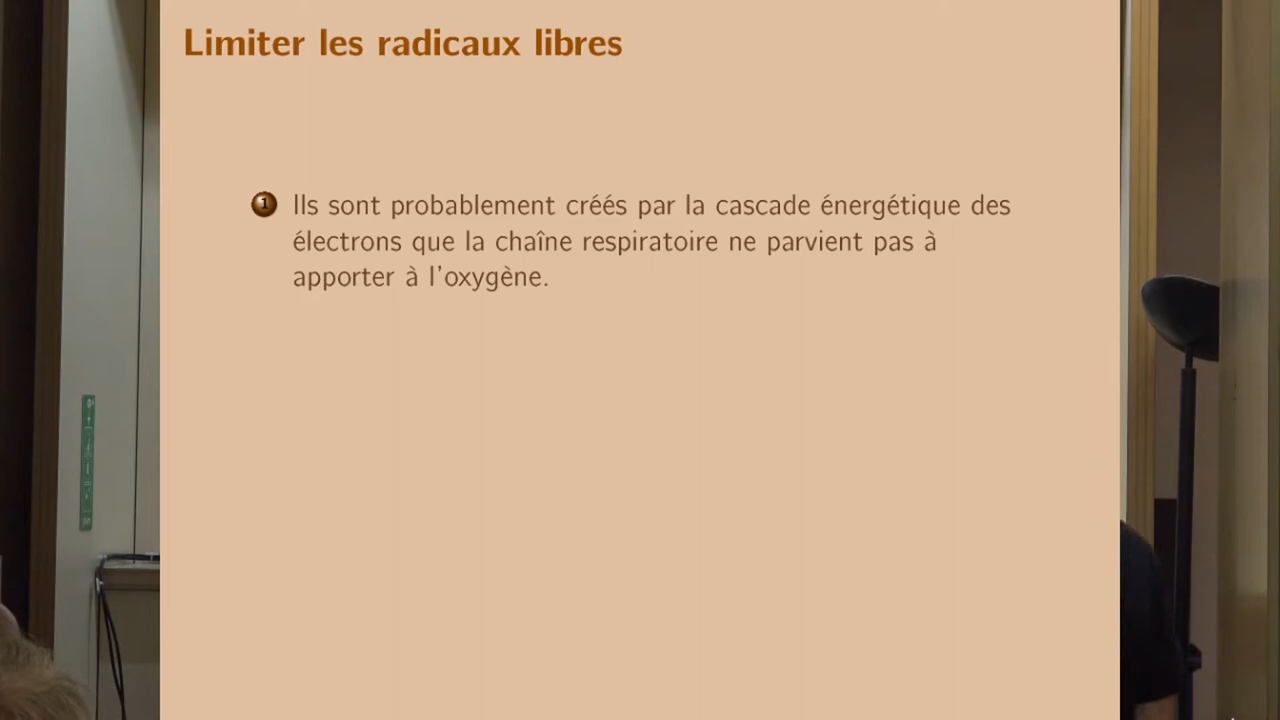 Limiter les radicaux libres
1 Ils sont probablement créés par la cascade énergétique des
électrons que la chaîne respiratoire ne parvient pas à
apporter à l'oxygène.